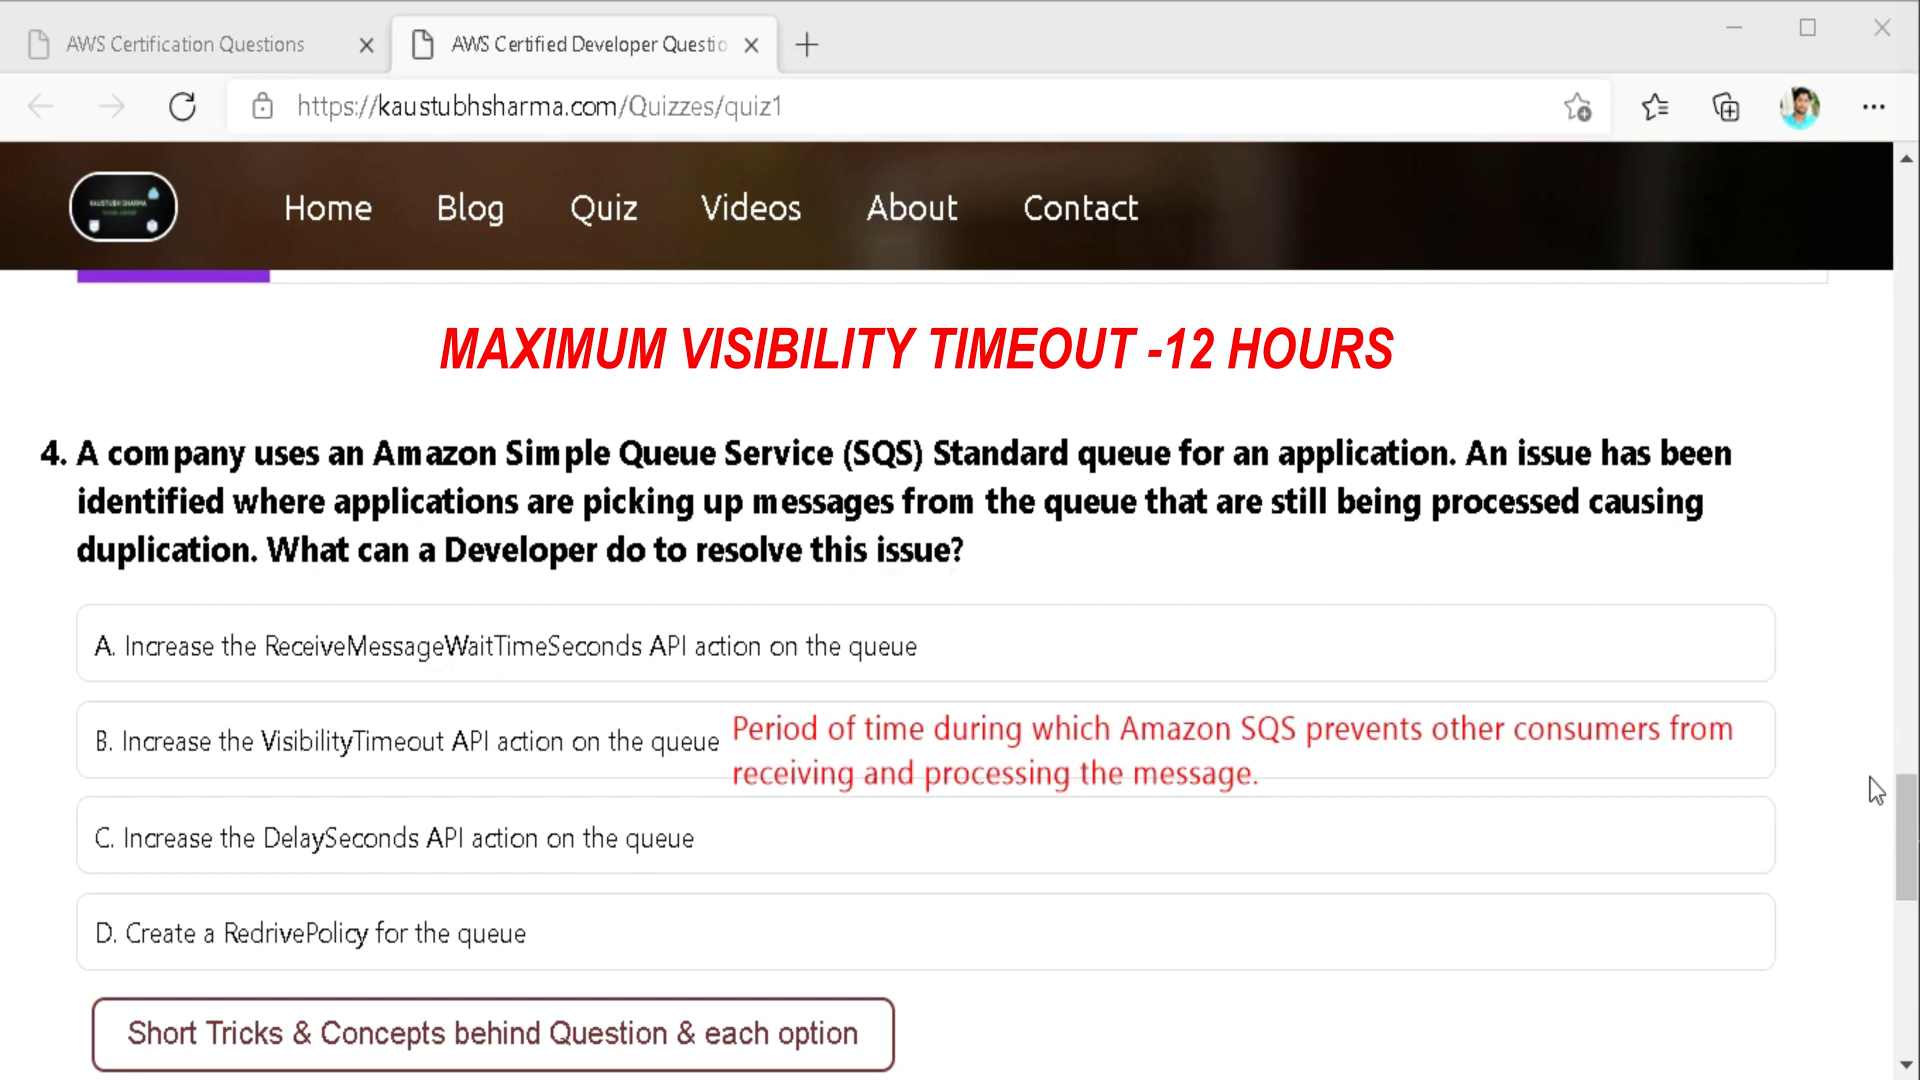 AWS Certification Questions
AWS Certified Developer Questio
https://kaustubhsharma.com/Quizzes/quiz1
KAUSTUBH SHARMA
Home Blog Quiz Videos About Contact
MAXIMUM VISIBILITY TIMEOUT -12 HOURS
4. A company uses an Amazon Simple Queue Service (SQS) Standard queue for an application. An issue has been
identified where applications are picking up messages from the queue that are still being processed causing
duplication. What can a Developer do to resolve this issue?
A. Increase the ReceiveMessageWaitTimeSeconds API action on the queue
B. Increase the VisibilityTimeout API action on the queue
Period of time during which Amazon SQS prevents other consumers from
receiving and processing the message.
C. Increase the DelaySeconds API action on the queue
D. Create a RedrivePolicy for the queue
Short Tricks & Concepts behind Question & each option